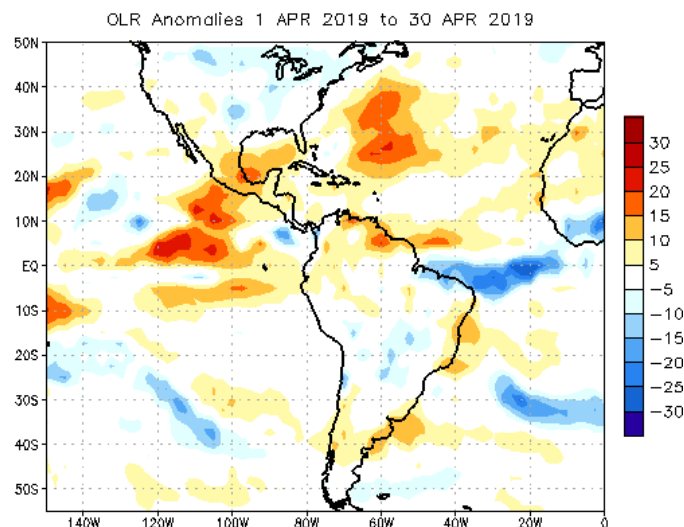 OLR Anomalies 1 APR 2019 to 30 APR 2019
50N
40N
30N
20N
10N
EQ
10S
20S
30S
40S
50S
140W 120W 100W 80W 60W 40W 20W 0
30
25
20
15
10
5
−5
−10
−15
−20
−25
−30